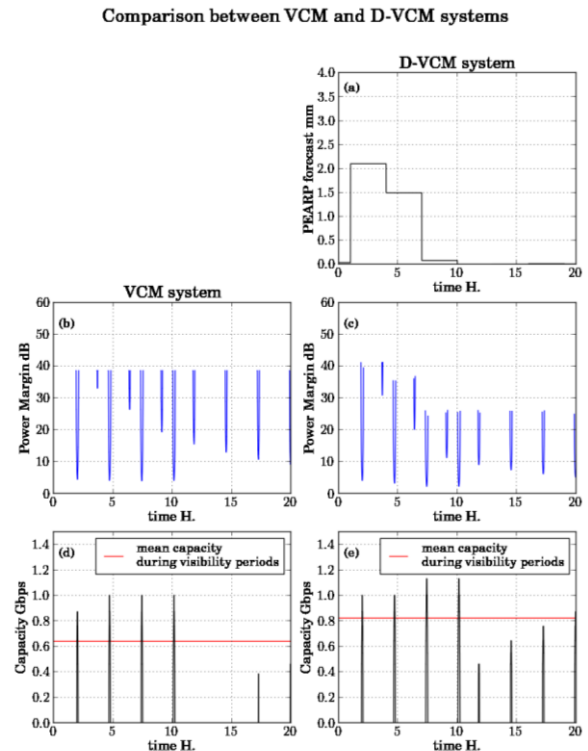 Comparison between VCM and D-VCM systems
D-VCM system
(a)
PEARP forecast mm
4.0
3.5
3.0
2.5
2.0
1.5
1.0
0.5
0.0
0 5 10 15 20
time H.
VCM system
(b)
Power Margin dB
60
50
40
30
20
10
0
0 5 10 15 20
time H.
(c)
Power Margin dB
60
50
40
30
20
10
0
0 5 10 15 20
time H.
(d)
mean capacity
during visibility periods
Capacity Gbps
1.4
1.2
1.0
0.8
0.6
0.4
0.2
0.0
0 5 10 15 20
time H.
(e)
mean capacity
during visibility periods
Capacity Gbps
1.4
1.2
1.0
0.8
0.6
0.4
0.2
0.0
0 5 10 15 20
time H.